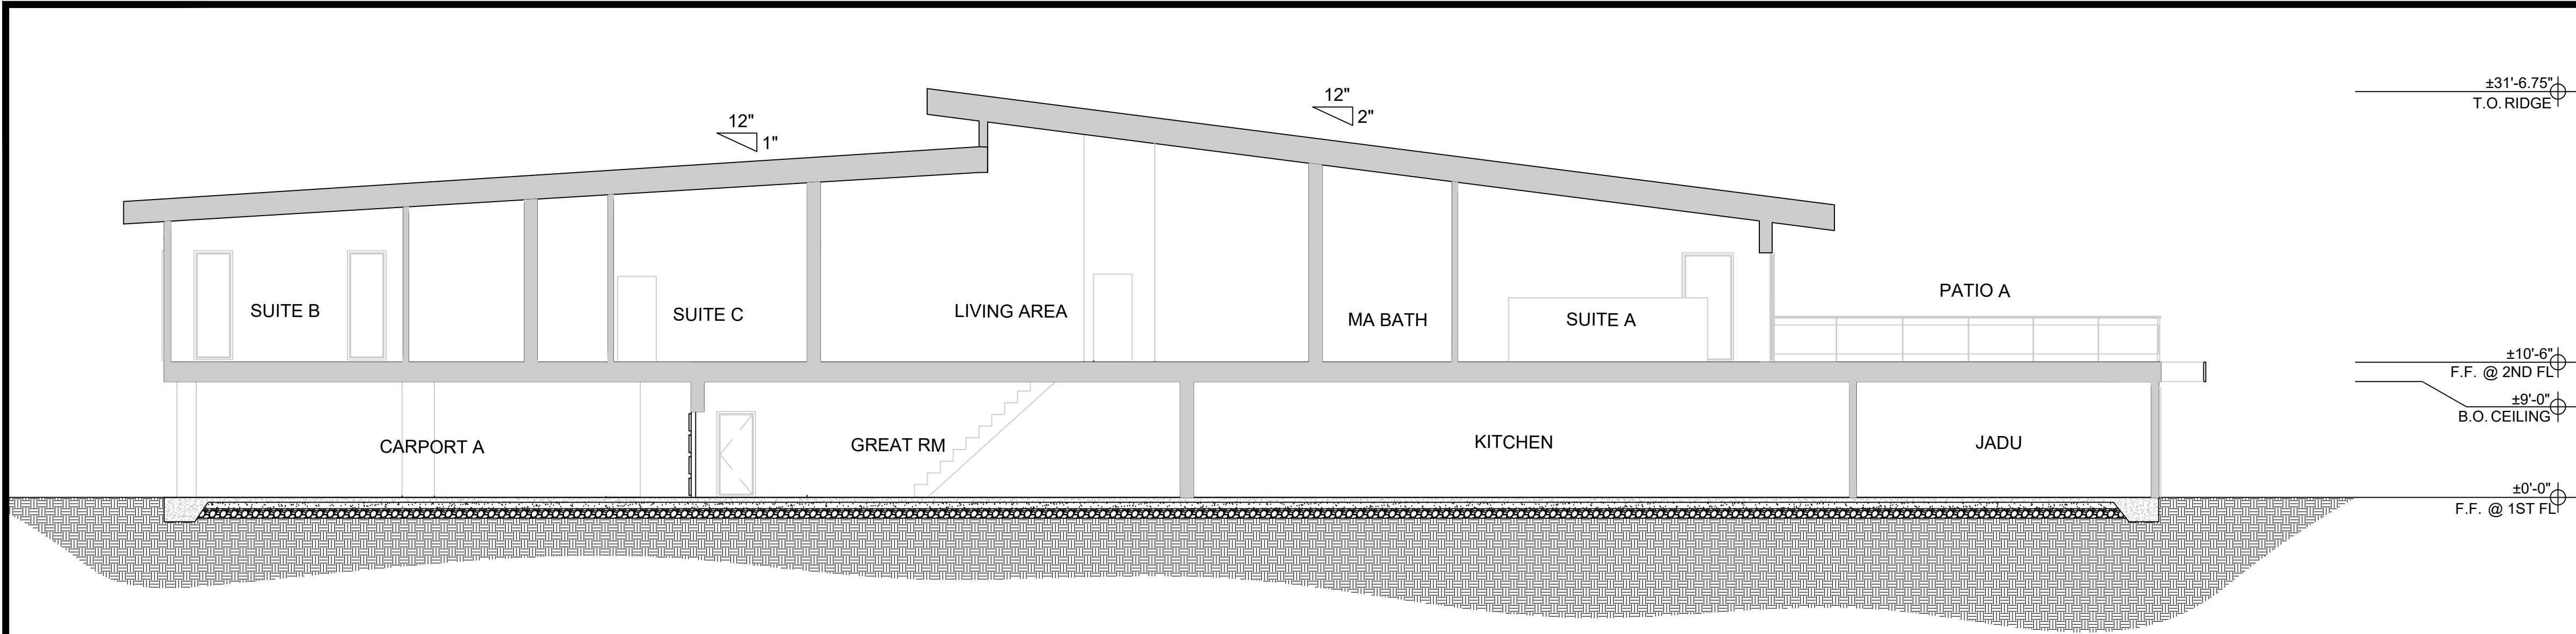 ±31'-6.75"
T.O. RIDGE
12"
2"
12"
1"
PATIO A
SUITE B
SUITE C
LIVING AREA
MA BATH
SUITE A
±10'-6"
F.F. @ 2ND FL
±9'-0"
B.O. CEILING
CARPORT A
GREAT RM
KITCHEN
JADU
±0'-0"
F.F. @ 1ST FL